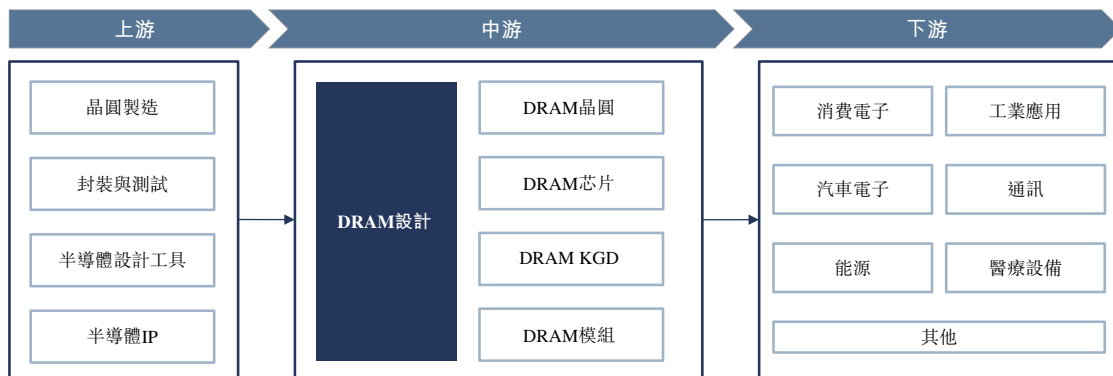 上游
中游
下游
晶圓製造
封裝與測試
半導體設計工具
半導體IP
DRAM設計
DRAM晶圓
DRAM芯片
DRAM KGD
DRAM模組
消費電子
工業應用
汽車電子
通訊
能源
醫療設備
其他